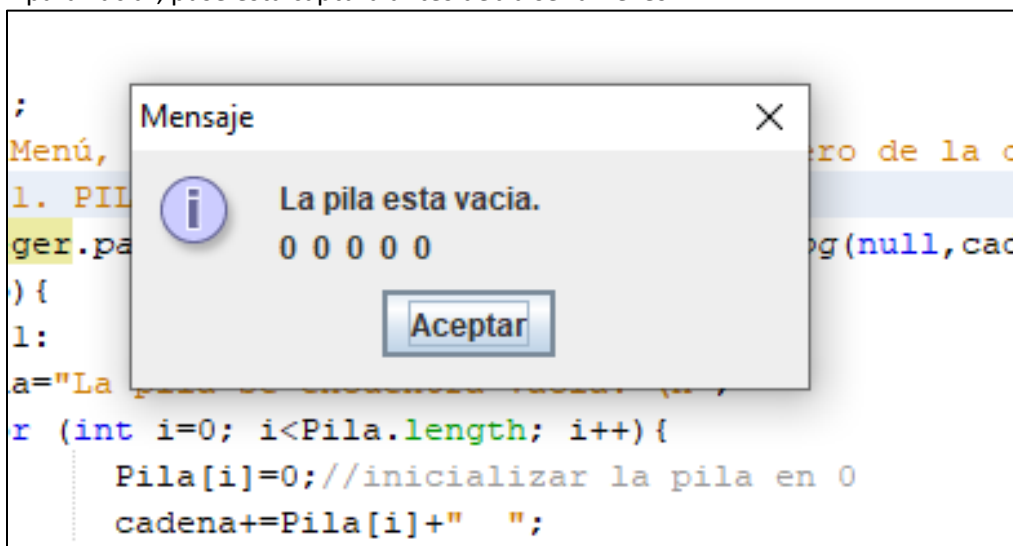 ;
Mensaje
Menú,
ero de la
1. PIL
La pila esta vacia.
ger.pa
0 0 0 0 0
(null,cad
) {
1:
Aceptar
a="La
r (int i=0; i<Pila.length; i++) {
Pila[i]=0;//inicializar la pila en 0
cadena+=Pila[i]+" ";